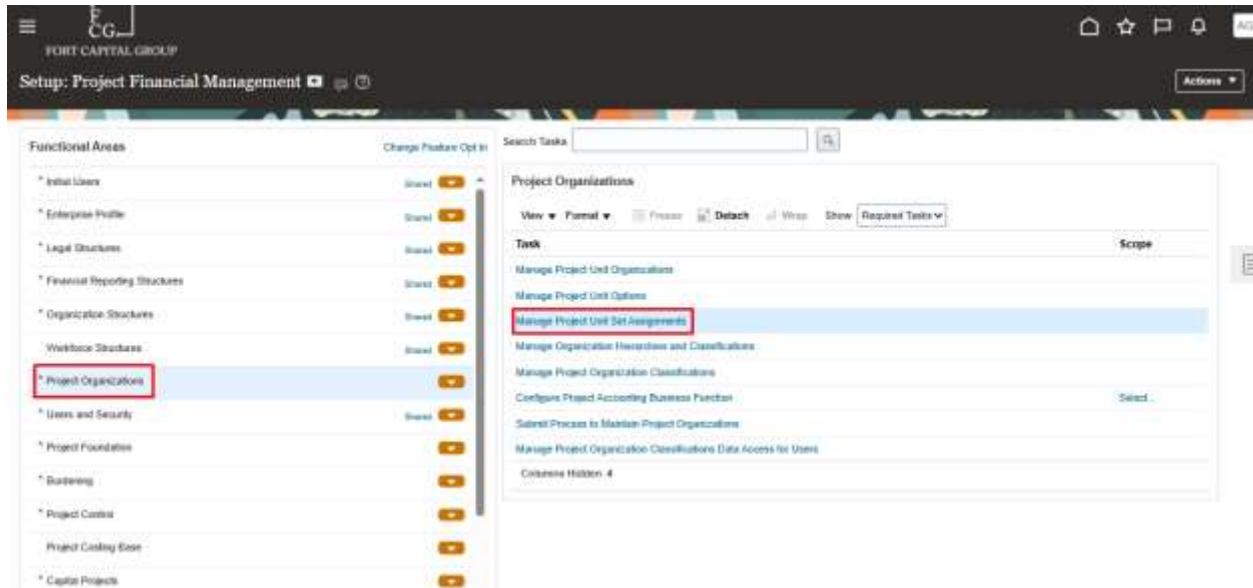 FCG
FORT CAPITAL GROUP
AG
Setup: Project Financial Management
Actions
Functional Areas
Change Feature Opt In
* Initial Users Shared
* Enterprise Profile Shared
* Legal Structures Shared
* Financial Reporting Structures Shared
* Organization Structures Shared
Workforce Structures Shared
* Project Organizations
* Users and Security Shared
* Project Foundation
* Burdening
* Project Control
Project Costing Base
* Capital Projects
Search Tasks
Project Organizations
View Format Freeze Detach Wrap Show Required Tasks
Task Scope
Manage Project Unit Organizations
Manage Project Unit Options
Manage Project Unit Set Assignments
Manage Organization Hierarchies and Classifications
Manage Project Organization Classifications
Configure Project Accounting Business Function Select...
Submit Process to Maintain Project Organizations
Manage Project Organization Classifications Data Access for Users
Columns Hidden 4